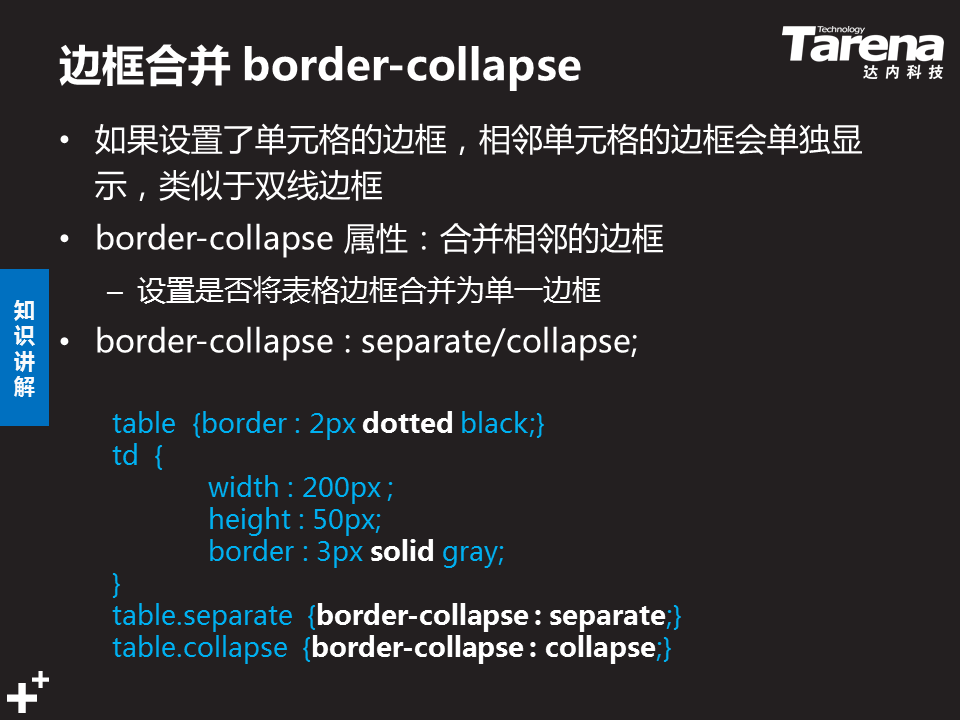 边框合并 border-collapse
Technology
Tarena
达内科技
• 如果设置了单元格的边框，相邻单元格的边框会单独显
示，类似于双线边框
• border-collapse 属性：合并相邻的边框
– 设置是否将表格边框合并为单一边框
• border-collapse : separate/collapse;
知识讲解
table {border : 2px dotted black;}
td {
width : 200px ;
height : 50px;
border : 3px solid gray;
}
table.separate {border-collapse : separate;}
table.collapse {border-collapse : collapse;}